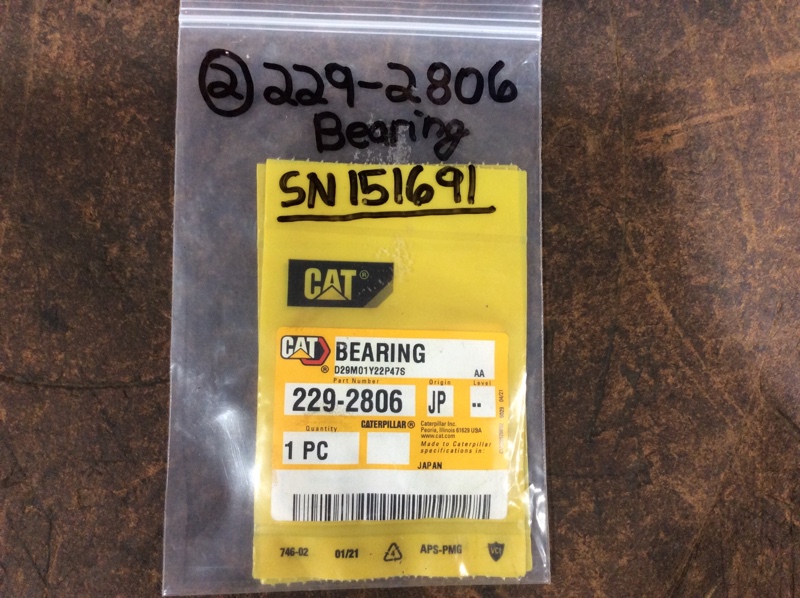 ② 229-2806
Bearing
SN151691
CAT®
CAT BEARING
® D29M01Y22P47S
AA
Part Number Origin Level
229-2806 JP --
Quantity CATERPILLAR®
1 PC
Caterpillar Inc.
Peoria, Illinois 61629 USA
www.cat.com
Made to Caterpillar
specifications in:
JAPAN
746-02 01/21 4 APS-PMG VCI